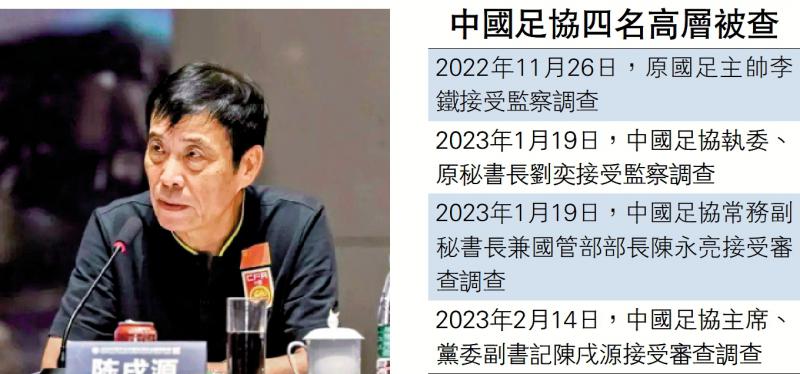 中國足協四名高層被查
2022年11月26日，原國足主帥李
鐵接受監察調查
2023年1月19日，中國足協執委、
原秘書長劉奕接受監察調查
2023年1月19日，中國足協常務副
秘書長兼國管部部長陳永亮接受審
查調查
2023年2月14日，中國足協主席、
黨委副書記陳戌源接受審查調查
CFA
陈戌源